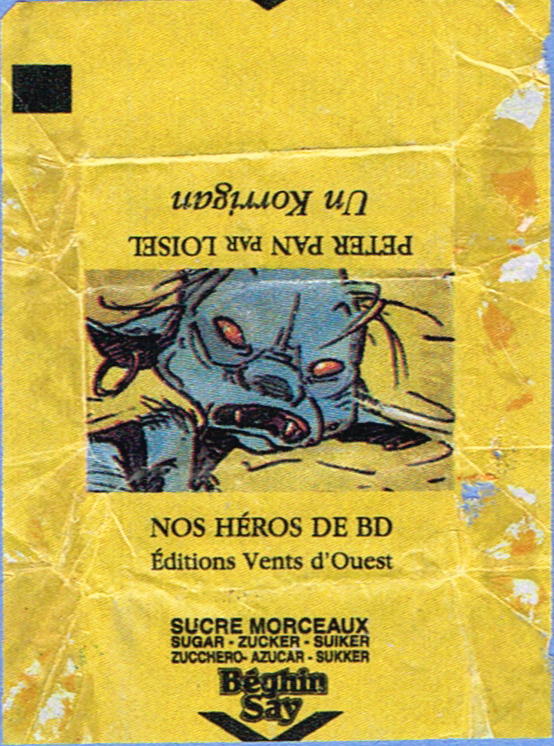 PETER PAN PAR LOISEL
Un Korrigan
NOS HÉROS DE BD
Éditions Vents d'Ouest
SUCRE MORCEAUX
SUGAR - ZUCKER - SUIKER
ZUCCHERO- AZUCAR - SUKKER
Béghin
Say